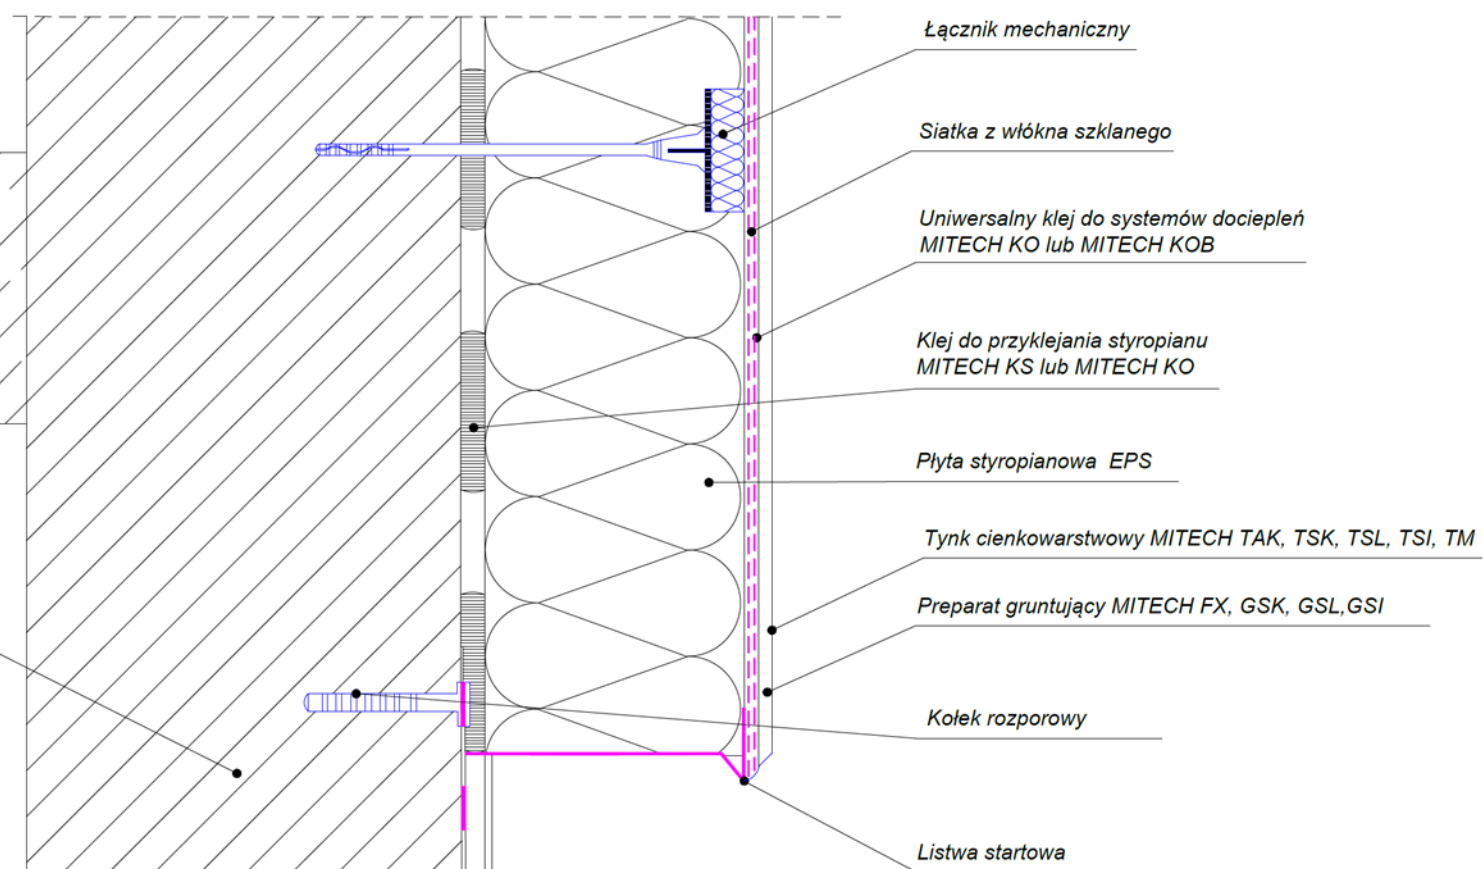 Łącznik mechaniczny
Siatka z włókna szklanego
Uniwersalny klej do systemów dociepleń
MITECH KO lub MITECH KOB
Klej do przyklejania styropianu
MITECH KS lub MITECH KO
Płyta styropianowa EPS
Tynk cienkowarstwowy MITECH TAK, TSK, TSL, TSI, TM
Preparat gruntujący MITECH FX, GSK, GSL,GSI
Kołek rozporowy
Listwa startowa